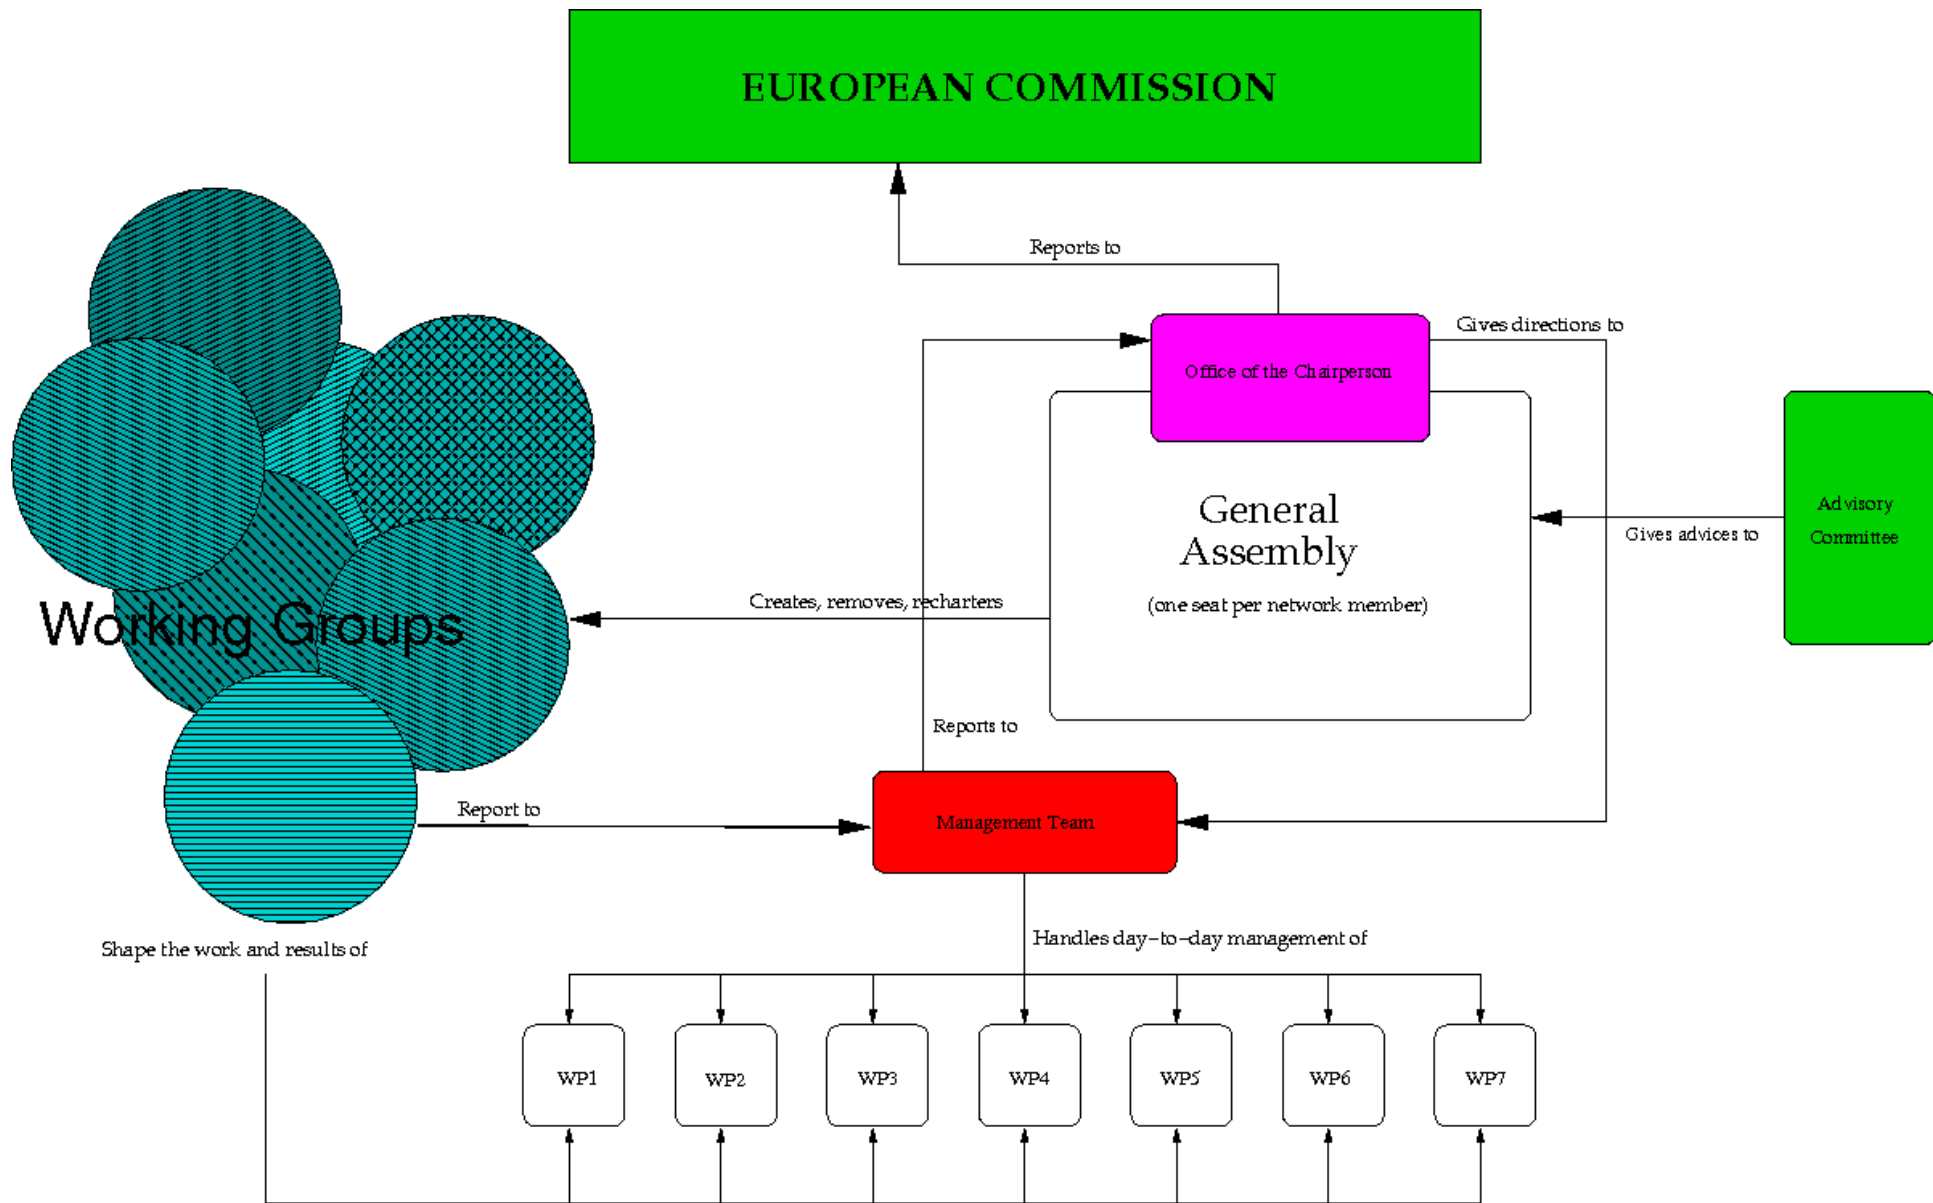 EUROPEAN COMMISSION
Reports to
Gives directions to
Office of the Chairperson
General
Assembly
(one seat per network member)
Advisory
Committee
Gives advices to
Creates, removes, recharters
Working Groups
Reports to
Report to
Management Team
Shape the work and results of
Handles day-to-day management of
WP1
WP2
WP3
WP4
WP5
WP6
WP7